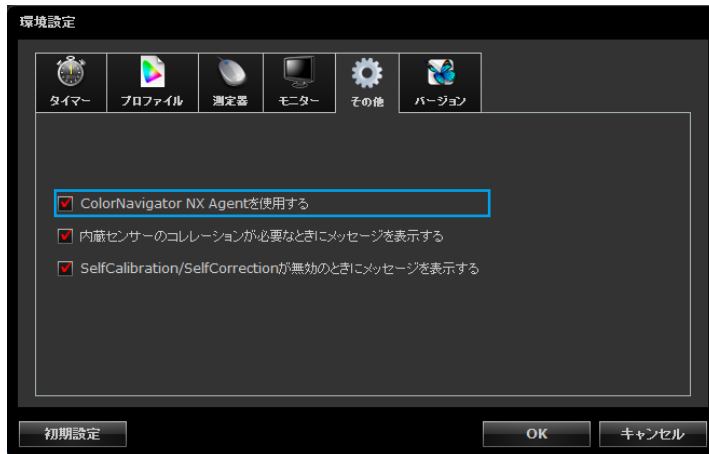 環境設定
タイマー
プロファイル
測定器
モニター
その他
バージョン
ColorNavigator NX Agentを使用する
内蔵センサーのコレレーションが必要なときにメッセージを表示する
SelfCalibration/SelfCorrectionが無効のときにメッセージを表示する
初期設定
OK
キャンセル